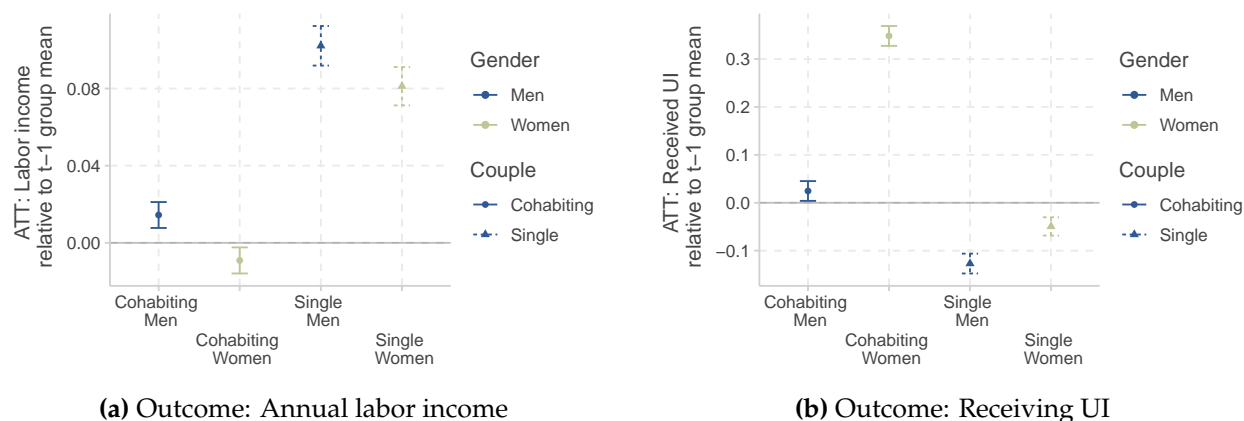 ATT: Labor income
relative to t−1 group mean
0.08
0.04
0.00
Cohabiting
Men
Cohabiting
Women
Single
Men
Single
Women
Gender
Men
Women
Couple
Cohabiting
Single
(a) Outcome: Annual labor income
ATT: Received UI
relative to t−1 group mean
0.3
0.2
0.1
0.0
−0.1
Cohabiting
Men
Cohabiting
Women
Single
Men
Single
Women
Gender
Men
Women
Couple
Cohabiting
Single
(b) Outcome: Receiving UI